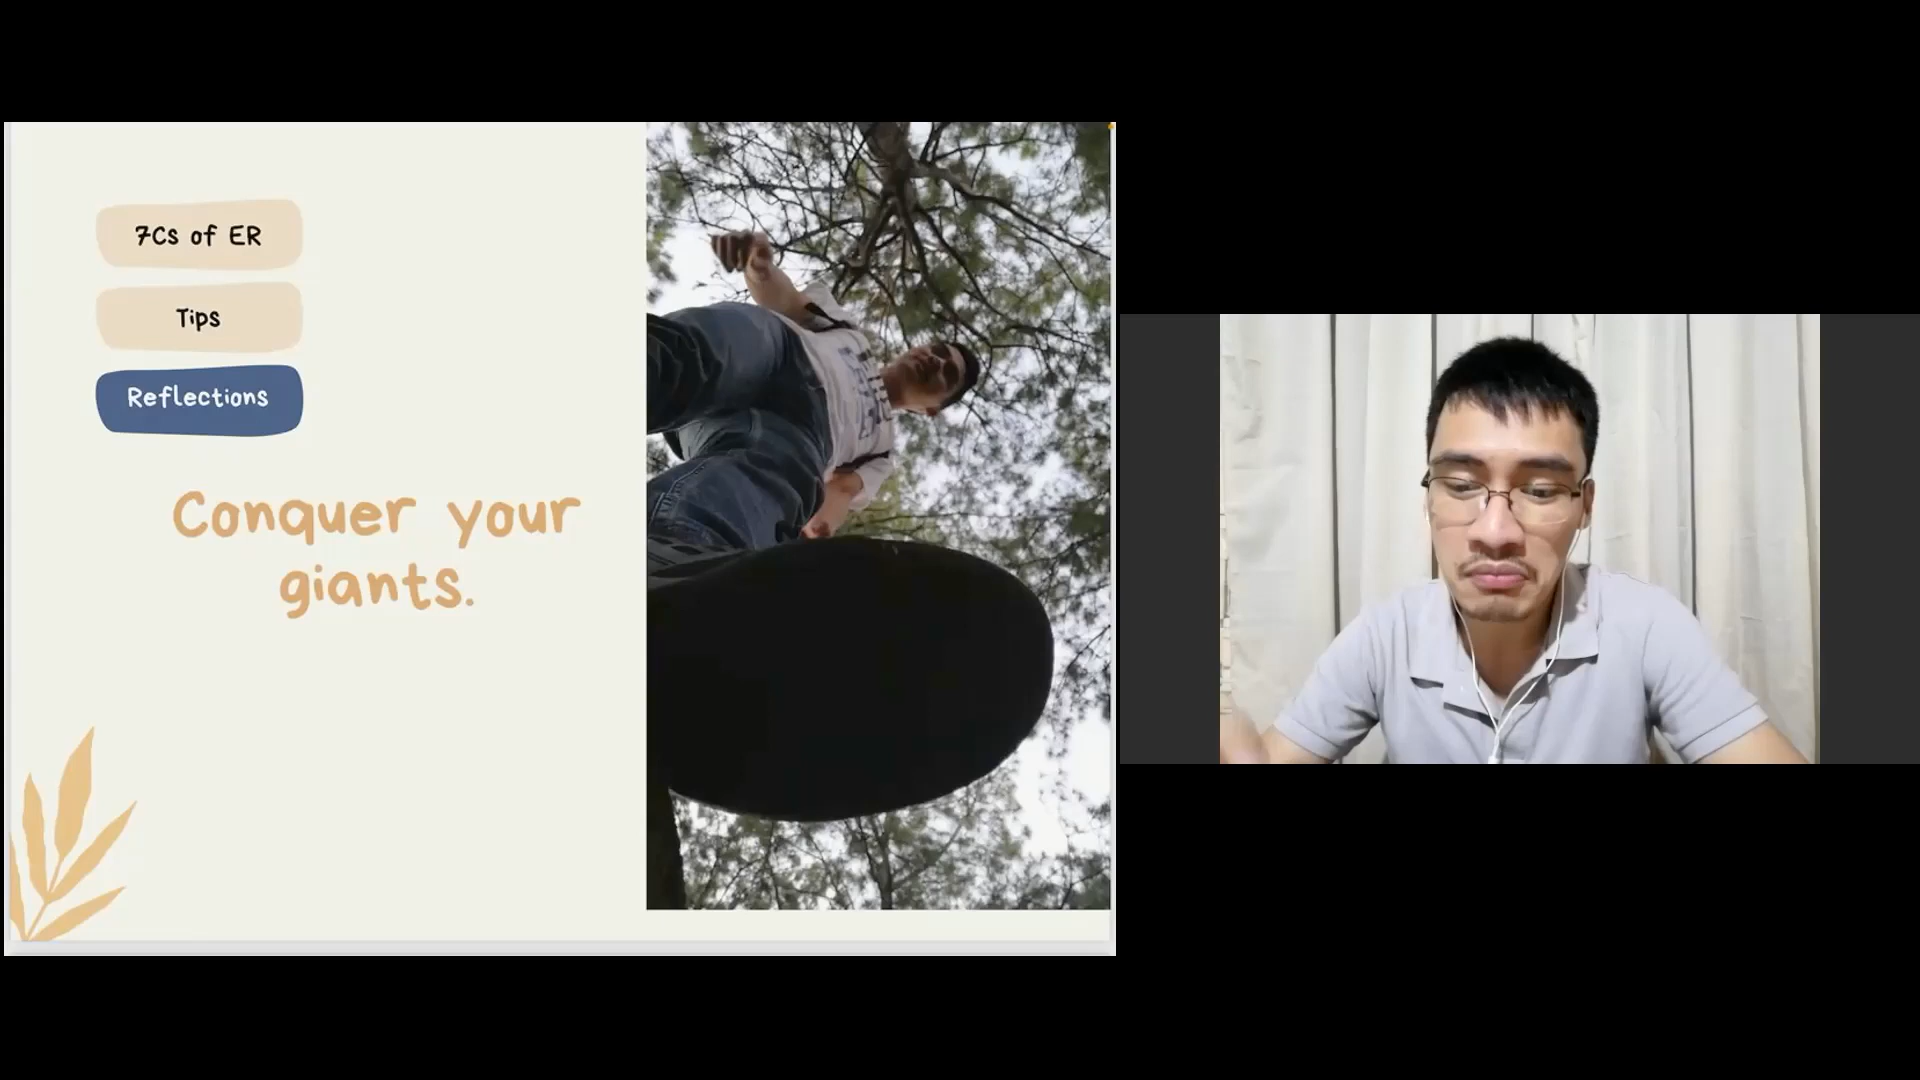 7Cs of ER
Tips
Reflections
Conquer your
giants.